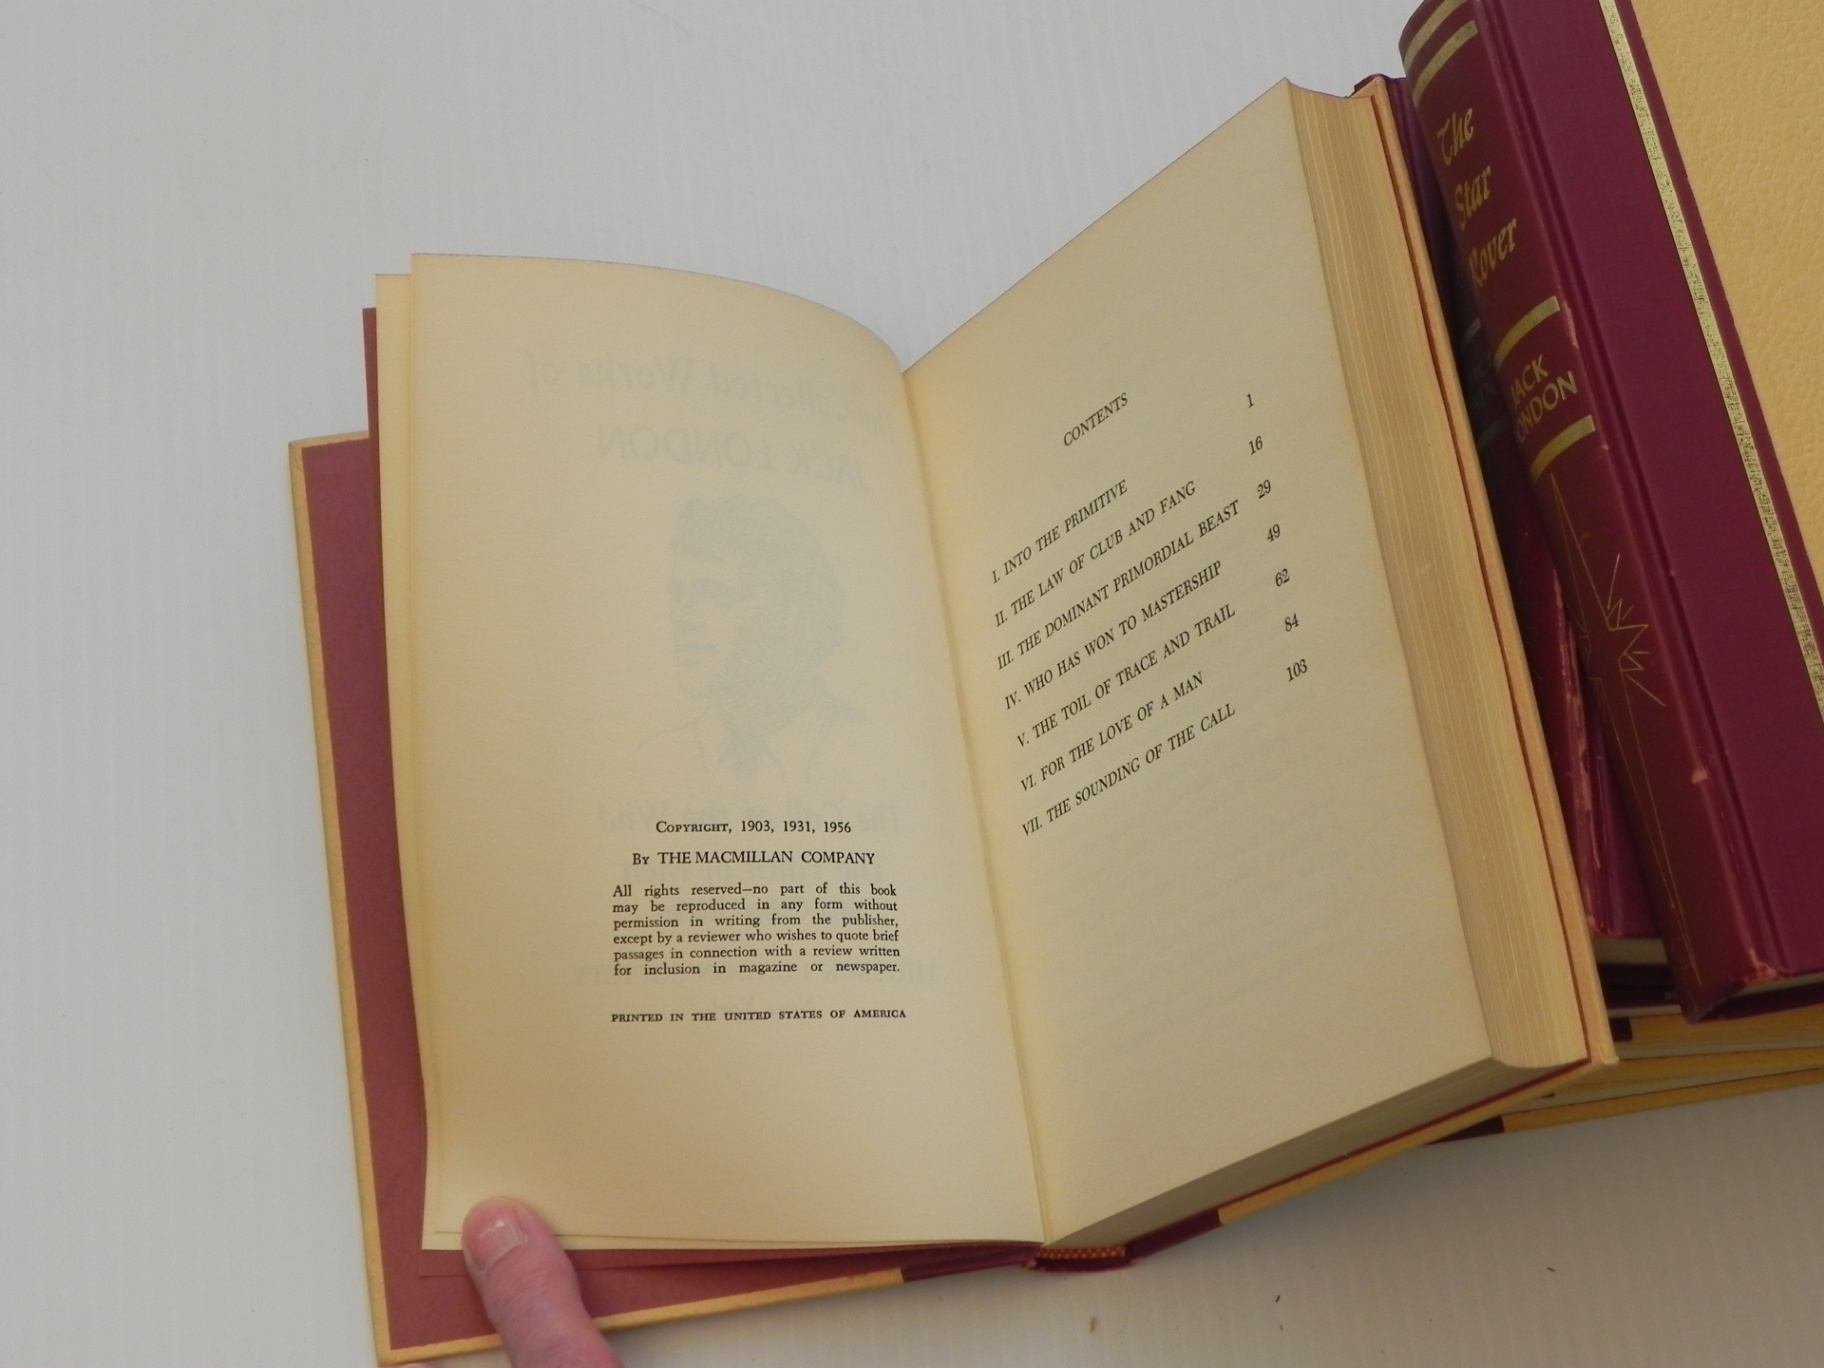 Copyright, 1903, 1931, 1956
By THE MACMILLAN COMPANY
All rights reserved—no part of this book
may be reproduced in any form without
permission in writing from the publisher,
except by a reviewer who wishes to quote brief
passages in connection with a review written
for inclusion in magazine or newspaper.
PRINTED IN THE UNITED STATES OF AMERICA
CONTENTS
I. INTO THE PRIMITIVE 1
II. THE LAW OF CLUB AND FANG 16
III. THE DOMINANT PRIMORDIAL BEAST 29
IV. WHO HAS WON TO MASTERSHIP 49
V. THE TOIL OF TRACE AND TRAIL 62
VI. FOR THE LOVE OF A MAN 84
VII. THE SOUNDING OF THE CALL 103
The
Star
Rover
JACK
LONDON